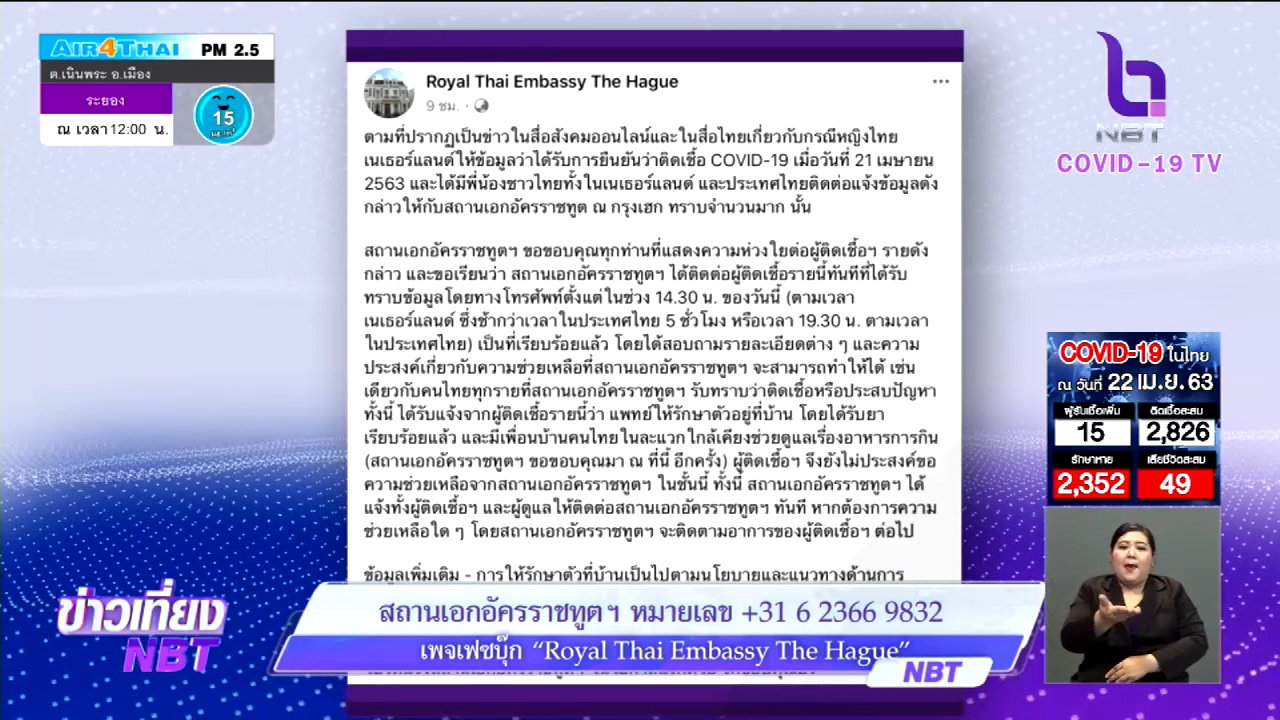 AIR4THAI PM 2.5
ต.เนินพระ อ.เมือง
ระยอง
ณ เวลา 12:00 น.
15
NBT
COVID-19 TV
Royal Thai Embassy The Hague
9 ชม. ·
ตามที่ปรากฏเป็นข่าวในสื่อสังคมออนไลน์และในสื่อไทยเกี่ยวกับกรณีหญิงไทย
เนเธอร์แลนด์ให้ข้อมูลว่าได้รับการยืนยันว่าติดเชื้อ COVID-19 เมื่อวันที่ 21 เมษายน
2563 และได้มีพี่น้องชาวไทยทั้งในเนเธอร์แลนด์ และประเทศไทยติดต่อแจ้งข้อมูลดัง
กล่าวให้กับสถานเอกอัครราชทูต ณ กรุงเฮก ทราบจำนวนมาก นั้น
สถานเอกอัครราชทูตฯ ขอขอบคุณทุกท่านที่แสดงความห่วงใยต่อผู้ติดเชื้อฯ รายดัง
กล่าว และขอเรียนว่า สถานเอกอัครราชทูตฯ ได้ติดต่อผู้ติดเชื้อรายนี้ทันทีที่ได้รับ
ทราบข้อมูลโดยทางโทรศัพท์ตั้งแต่ในช่วง 14.30 น. ของวันนี้ (ตามเวลา
เนเธอร์แลนด์ ซึ่งช้ากว่าเวลาในประเทศไทย 5 ชั่วโมง หรือเวลา 19.30 น. ตามเวลา
ในประเทศไทย) เป็นที่เรียบร้อยแล้ว โดยได้สอบถามรายละเอียดต่าง ๆ และความ
ประสงค์เกี่ยวกับความช่วยเหลือที่สถานเอกอัครราชทูตฯ จะสามารถทำให้ได้ เช่น
เดียวกับคนไทยทุกรายที่สถานเอกอัครราชทูตฯ รับทราบว่าติดเชื้อหรือประสบปัญหา
ทั้งนี้ ได้รับแจ้งจากผู้ติดเชื้อรายนี้ว่า แพทย์ให้รักษาตัวอยู่ที่บ้าน โดยได้รับยา
เรียบร้อยแล้ว และมีเพื่อนบ้านคนไทยในละแวกใกล้เคียงช่วยดูแลเรื่องอาหารการกิน
(สถานเอกอัครราชทูตฯ ขอขอบคุณมา ณ ที่นี้ อีกครั้ง) ผู้ติดเชื้อฯ จึงยังไม่ประสงค์ขอ
ความช่วยเหลือจากสถานเอกอัครราชทูตฯ ในชั้นนี้ ทั้งนี้ สถานเอกอัครราชทูตฯ ได้
แจ้งทั้งผู้ติดเชื้อฯ และผู้ดูแลให้ติดต่อสถานเอกอัครราชทูตฯ ทันที หากต้องการความ
ช่วยเหลือใด ๆ โดยสถานเอกอัครราชทูตฯ จะติดตามอาการของผู้ติดเชื้อฯ ต่อไป
ข้อมูลเพิ่มเติม - การให้รักษาตัวที่บ้านเป็นไปตามนโยบายและแนวทางด้านการ
COVID-19 ในไทย
ณ วันที่ 22 เม.ย. 63
ผู้รับเชื้อเพิ่ม ติดเชื้อสะสม
15 2,826
รักษาหาย เสียชีวิตสะสม
2,352 49
ข่าวเที่ยง
NBT
สถานเอกอัครราชทูตฯ หมายเลข +31 6 2366 9832
เพจเฟซบุ๊ก “Royal Thai Embassy The Hague”
NBT